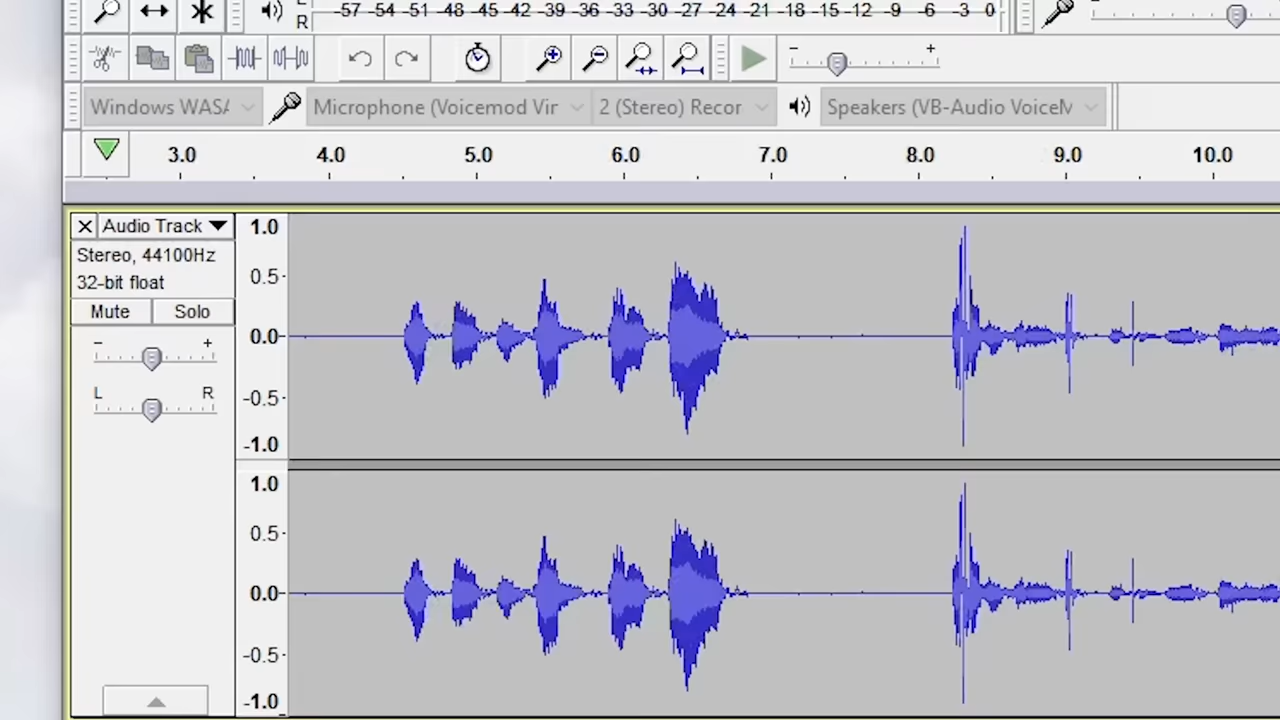 R -57 -54 -51 -48 -45 -42 -39 -36 -33 -30 -27 -24 -21 -18 -15 -12 -9 -6 -3 0
- +
Windows WASA Microphone (Voicemod Vir 2 (Stereo) Recor Speakers (VB-Audio VoiceM
3.0 4.0 5.0 6.0 7.0 8.0 9.0 10.0
X Audio Track 1.0
Stereo, 44100Hz 0.5
32-bit float
Mute Solo
- + 0.0
L R -0.5
-1.0
1.0
0.5
0.0
-0.5
-1.0